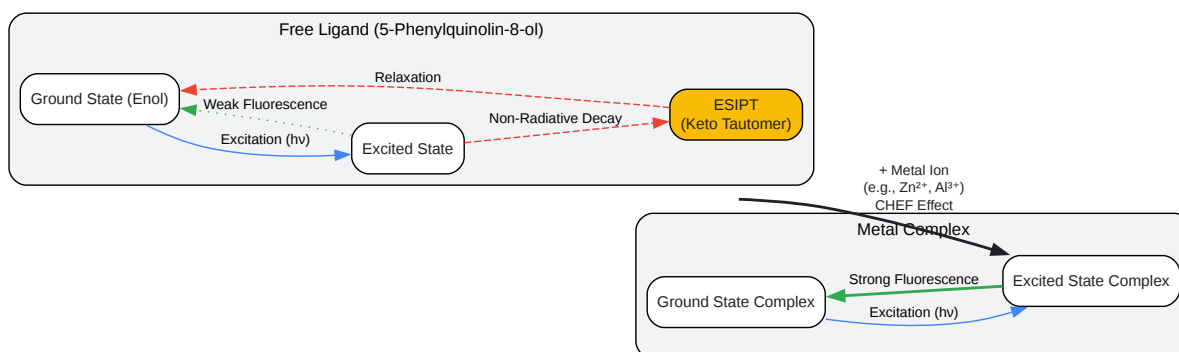 Free Ligand (5-Phenylquinolin-8-ol)
Relaxation
Ground State (Enol)
Weak Fluorescence
ESIPT
(Keto Tautomer)
Non-Radiative Decay
Excitation (hν)
Excited State
+ Metal Ion
(e.g., Zn²⁺, Al³⁺)
CHEF Effect
Metal Complex
Strong Fluorescence
Excited State Complex
Ground State Complex
Excitation (hν)